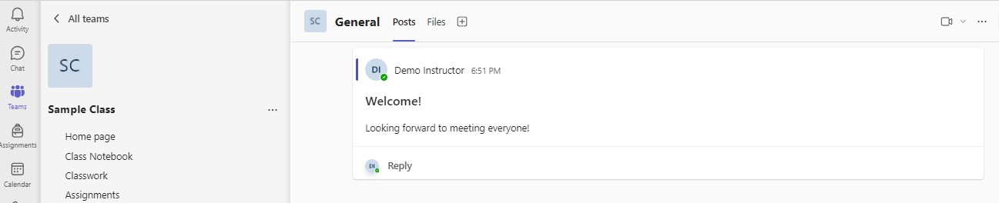 Activity
Chat
Teams
Assignments
Calendar
All teams
SC
Sample Class
Home page
Class Notebook
Classwork
Assignments
SC General Posts Files
DI Demo Instructor 6:51 PM
Welcome!
Looking forward to meeting everyone!
DI Reply